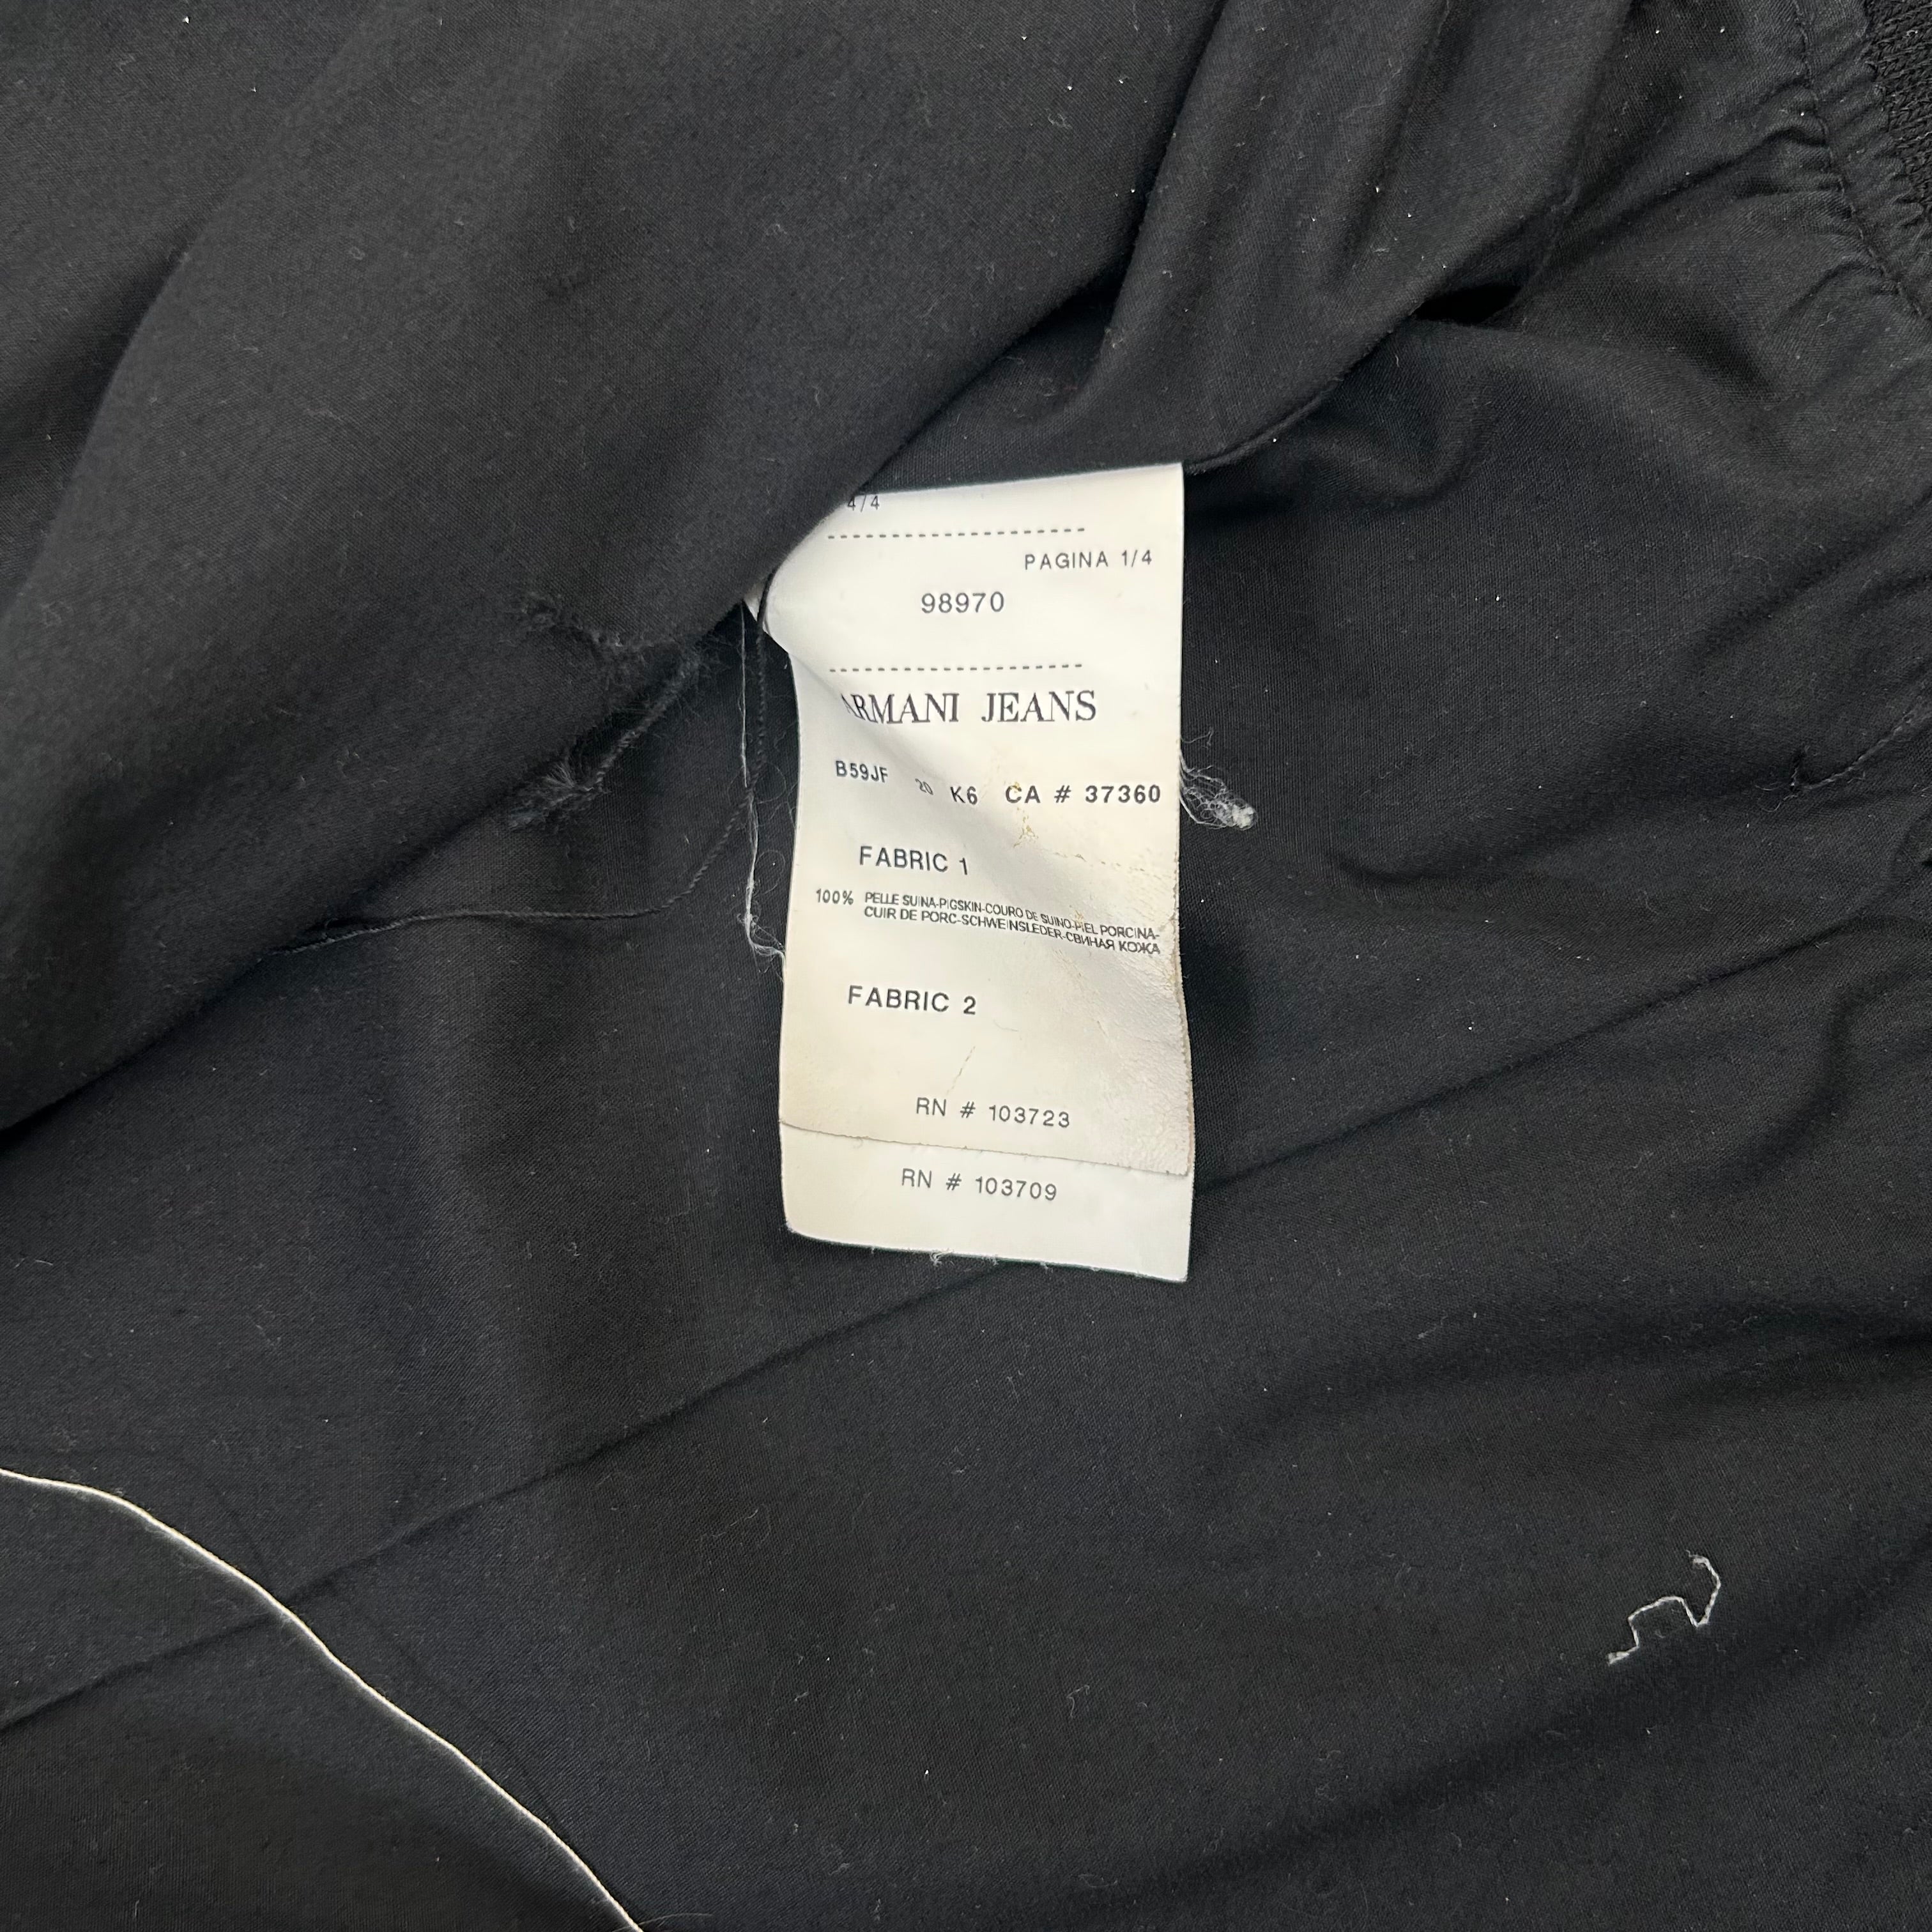 4/4
PAGINA 1/4
98970
ARMANI JEANS
B59JF 20 K6 CA # 37360
FABRIC 1
100% PELLE SUINA-PIGSKIN-COURO DE SUINO-PIEL PORCINA-
CUIR DE PORC-SCHWEINSLEDER-СВИНАЯ КОЖА
FABRIC 2
RN # 103723
RN # 103709